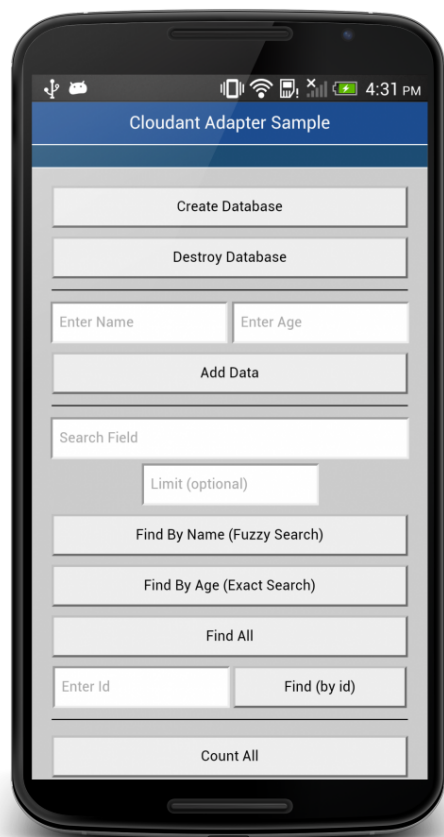 4:31 PM
Cloudant Adapter Sample
Create Database
Destroy Database
Enter Name Enter Age
Add Data
Search Field
Limit (optional)
Find By Name (Fuzzy Search)
Find By Age (Exact Search)
Find All
Enter Id Find (by id)
Count All